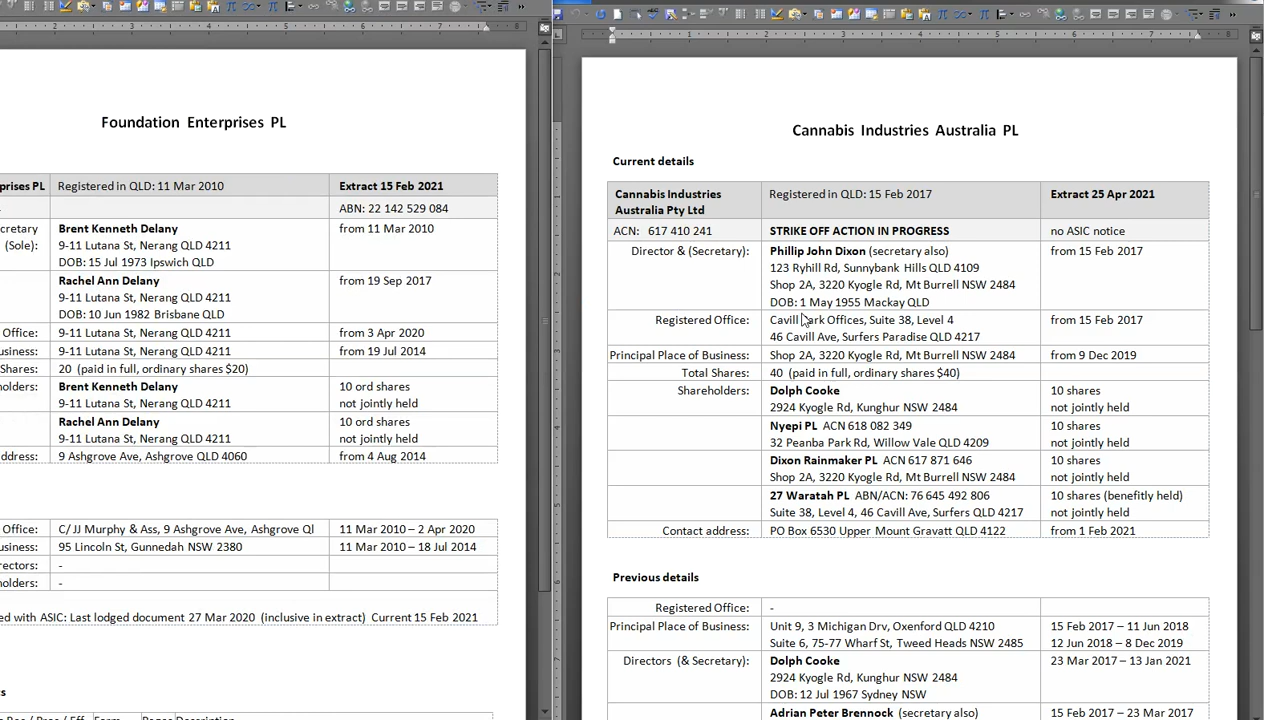 Foundation Enterprises PL
prises PL Registered in QLD: 11 Mar 2010 Extract 15 Feb 2021
ABN: 22 142 529 084
cretary Brent Kenneth Delany from 11 Mar 2010
(Sole): 9-11 Lutana St, Nerang QLD 4211
DOB: 15 Jul 1973 Ipswich QLD
Rachel Ann Delany from 19 Sep 2017
9-11 Lutana St, Nerang QLD 4211
DOB: 10 Jun 1982 Brisbane QLD
Office: 9-11 Lutana St, Nerang QLD 4211 from 3 Apr 2020
usiness: 9-11 Lutana St, Nerang QLD 4211 from 19 Jul 2014
Shares: 20 (paid in full, ordinary shares $20)
holders: Brent Kenneth Delany 10 ord shares
9-11 Lutana St, Nerang QLD 4211 not jointly held
Rachel Ann Delany 10 ord shares
9-11 Lutana St, Nerang QLD 4211 not jointly held
ddress: 9 Ashgrove Ave, Ashgrove QLD 4060 from 4 Aug 2014
Office: C/ JJ Murphy & Ass, 9 Ashgrove Ave, Ashgrove Ql 11 Mar 2010 – 2 Apr 2020
usiness: 95 Lincoln St, Gunnedah NSW 2380 11 Mar 2010 – 18 Jul 2014
rectors: -
holders: -
ed with ASIC: Last lodged document 27 Mar 2020 (inclusive in extract) Current 15 Feb 2021
Cannabis Industries Australia PL
Current details
Cannabis Industries Registered in QLD: 15 Feb 2017 Extract 25 Apr 2021
Australia Pty Ltd
ACN: 617 410 241 STRIKE OFF ACTION IN PROGRESS no ASIC notice
Director & (Secretary): Phillip John Dixon (secretary also) from 15 Feb 2017
123 Ryhill Rd, Sunnybank Hills QLD 4109
Shop 2A, 3220 Kyogle Rd, Mt Burrell NSW 2484
DOB: 1 May 1955 Mackay QLD
Registered Office: Cavill Park Offices, Suite 38, Level 4 from 15 Feb 2017
46 Cavill Ave, Surfers Paradise QLD 4217
Principal Place of Business: Shop 2A, 3220 Kyogle Rd, Mt Burrell NSW 2484 from 9 Dec 2019
Total Shares: 40 (paid in full, ordinary shares $40)
Shareholders: Dolph Cooke 10 shares
2924 Kyogle Rd, Kunghur NSW 2484 not jointly held
Nyepi PL ACN 618 082 349 10 shares
32 Peanba Park Rd, Willow Vale QLD 4209 not jointly held
Dixon Rainmaker PL ACN 617 871 646 10 shares
Shop 2A, 3220 Kyogle Rd, Mt Burrell NSW 2484 not jointly held
27 Waratah PL ABN/ACN: 76 645 492 806 10 shares (benefitly held)
Suite 38, Level 4, 46 Cavill Ave, Surfers QLD 4217 not jointly held
Contact address: PO Box 6530 Upper Mount Gravatt QLD 4122 from 1 Feb 2021
Previous details
Registered Office: -
Principal Place of Business: Unit 9, 3 Michigan Drv, Oxenford QLD 4210 15 Feb 2017 – 11 Jun 2018
Suite 6, 75-77 Wharf St, Tweed Heads NSW 2485 12 Jun 2018 – 8 Dec 2019
Directors (& Secretary): Dolph Cooke 23 Mar 2017 – 13 Jan 2021
2924 Kyogle Rd, Kunghur NSW 2484
DOB: 12 Jul 1967 Sydney NSW
Adrian Peter Brennock (secretary also) 15 Feb 2017 – 23 Mar 2017